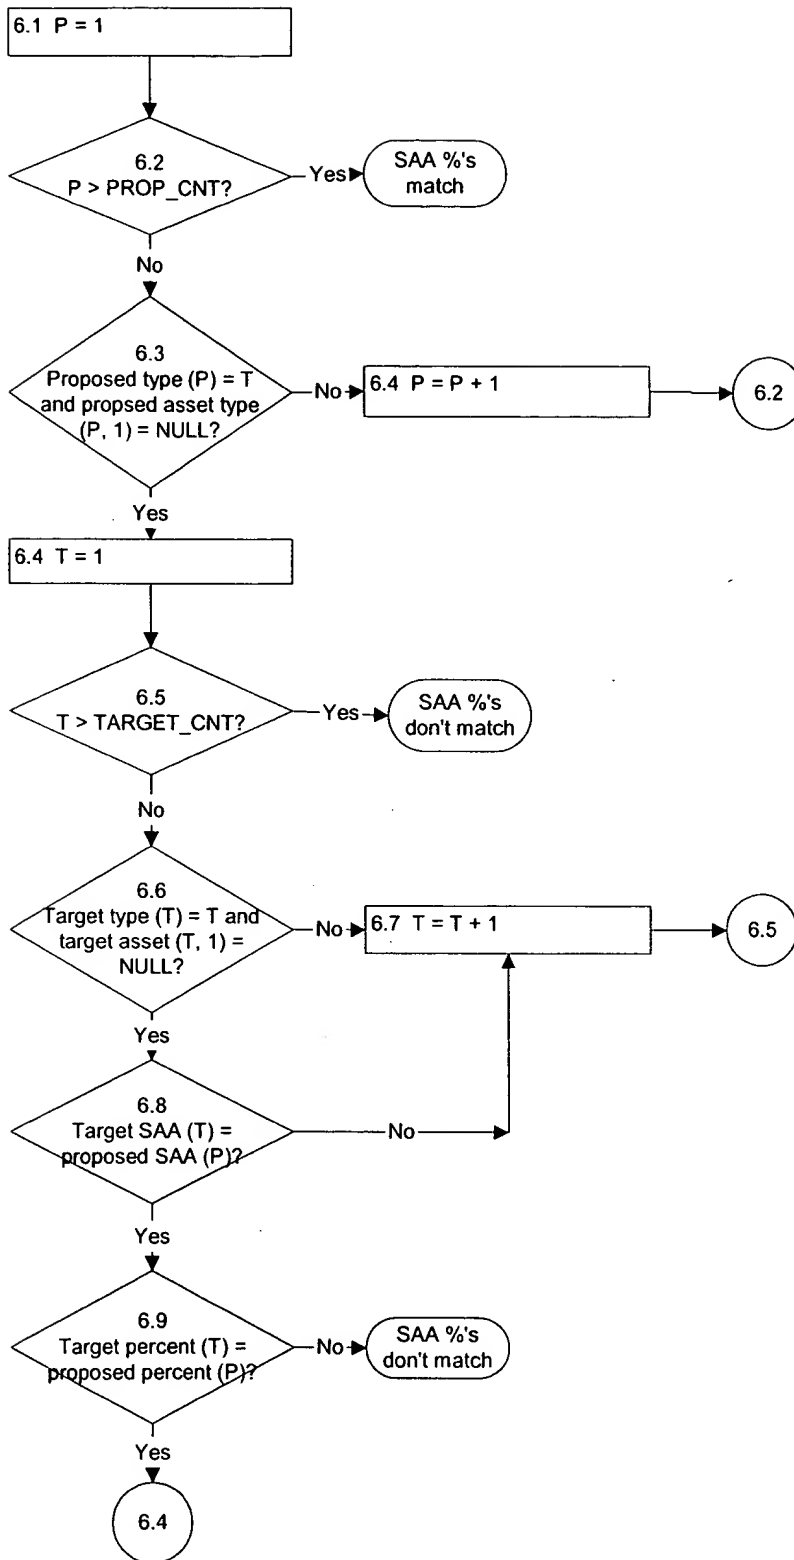 6.1 P = 1
6.2
P > PROP_CNT?
Yes
SAA %'s
match
No
6.3
Proposed type (P) = T
and propsed asset type
(P, 1) = NULL?
No
6.4 P = P + 1
6.2
Yes
6.4 T = 1
6.5
T > TARGET_CNT?
Yes
SAA %'s
don't match
No
6.6
Target type (T) = T and
target asset (T, 1) =
NULL?
No
6.7 T = T + 1
6.5
Yes
6.8
Target SAA (T) =
proposed SAA (P)?
No
Yes
6.9
Target percent (T) =
proposed percent (P)?
No
SAA %'s
don't match
Yes
6.4